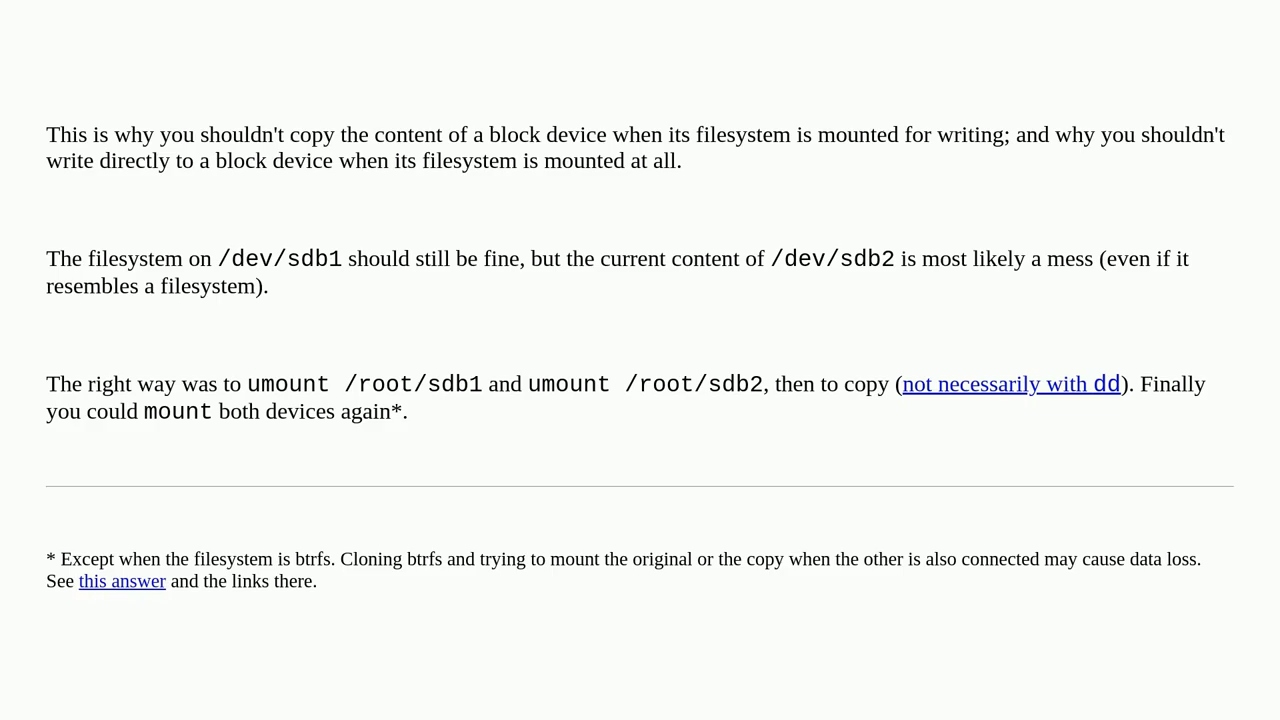 This is why you shouldn't copy the content of a block device when its filesystem is mounted for writing; and why you shouldn't
write directly to a block device when its filesystem is mounted at all.
The filesystem on /dev/sdb1 should still be fine, but the current content of /dev/sdb2 is most likely a mess (even if it
resembles a filesystem).
The right way was to umount /root/sdb1 and umount /root/sdb2, then to copy (not necessarily with dd). Finally
you could mount both devices again*.
* Except when the filesystem is btrfs. Cloning btrfs and trying to mount the original or the copy when the other is also connected may cause data loss.
See this answer and the links there.